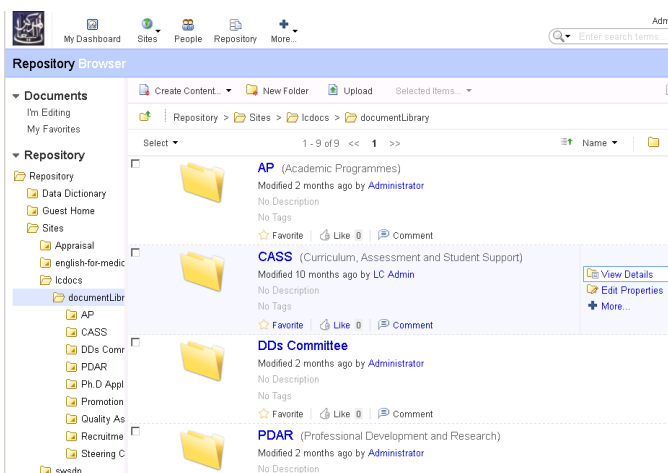 Adm
My Dashboard Sites People Repository More...
Enter search terms...
Repository Browser
Documents
I'm Editing
My Favorites
Repository
Repository
Data Dictionary
Guest Home
Sites
Appraisal
english-for-medic
lcdocs
documentLibr
AP
CASS
DDs Comr
PDAR
Ph.D Appl
Promotion
Quality As
Recruitme
Steering C
swsdn
Create Content... New Folder Upload Selected Items...
Repository > Sites > lcdocs > documentLibrary
Select 1 - 9 of 9 << 1 >> Name
AP (Academic Programmes)
Modified 2 months ago by Administrator
No Description
No Tags
Favorite Like 0 Comment
CASS (Curriculum, Assessment and Student Support)
Modified 10 months ago by LC Admin
No Description
No Tags
Favorite Like 0 Comment
View Details
Edit Properties
More...
DDs Committee
Modified 2 months ago by Administrator
No Description
No Tags
Favorite Like 0 Comment
PDAR (Professional Development and Research)
Modified 2 months ago by Administrator
No Description